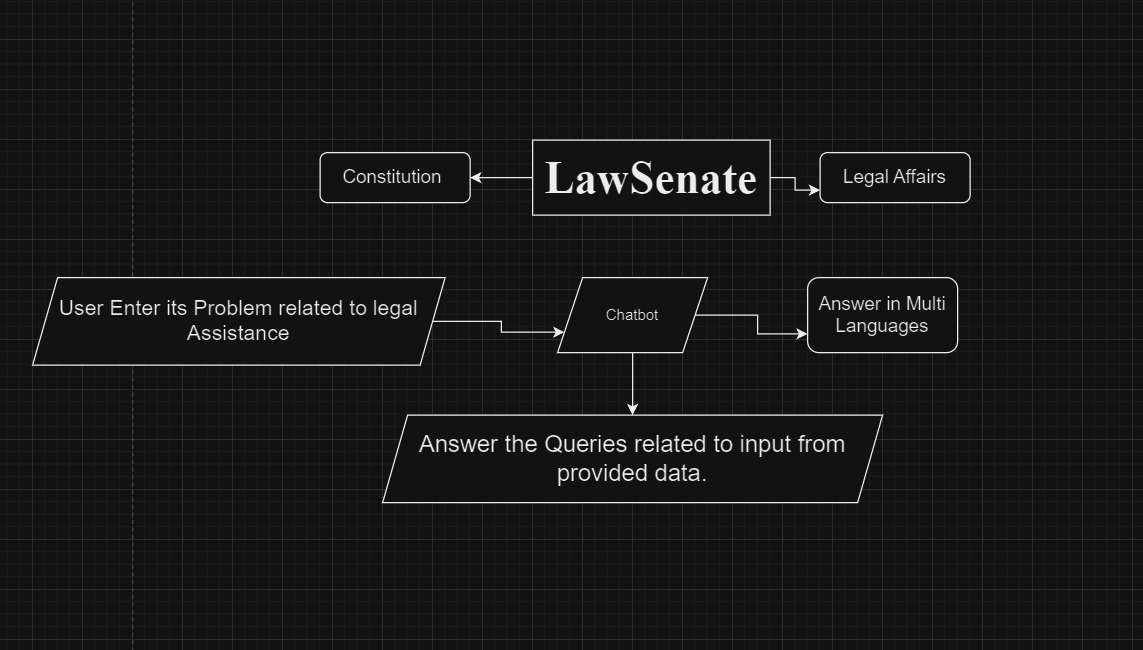 Constitution
LawSenate
Legal Affairs
User Enter its Problem related to legal
Assistance
Chatbot
Answer in Multi
Languages
Answer the Queries related to input from
provided data.